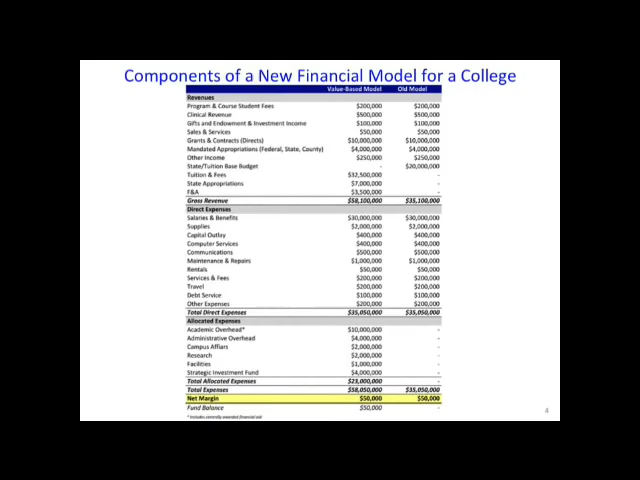 Components of a New Financial Model for a College
Value-Based Model Old Model
Revenues
Program & Course Student Fees $200,000 $200,000
Clinical Revenue $500,000 $500,000
Gifts and Endowment & Investment Income $100,000 $100,000
Sales & Services $50,000 $50,000
Grants & Contracts (Directs) $10,000,000 $10,000,000
Mandated Appropriations (Federal, State, County) $4,000,000 $4,000,000
Other Income $250,000 $250,000
State/Tuition Base Budget - $20,000,000
Tuition & Fees $32,500,000 -
State Appropriations $7,000,000 -
F&A $3,500,000 -
Gross Revenue $58,100,000 $35,100,000
Direct Expenses
Salaries & Benefits $30,000,000 $30,000,000
Supplies $2,000,000 $2,000,000
Capital Outlay $400,000 $400,000
Computer Services $400,000 $400,000
Communications $500,000 $500,000
Maintenance & Repairs $1,000,000 $1,000,000
Rentals $50,000 $50,000
Services & Fees $200,000 $200,000
Travel $200,000 $200,000
Debt Service $100,000 $100,000
Other Expenses $200,000 $200,000
Total Direct Expenses $35,050,000 $35,050,000
Allocated Expenses
Academic Overhead* $10,000,000 -
Administrative Overhead $4,000,000 -
Campus Affiars $2,000,000 -
Research $2,000,000 -
Facilities $1,000,000 -
Strategic Investment Fund $4,000,000 -
Total Allocated Expenses $23,000,000 -
Total Expenses $58,050,000 $35,050,000
Net Margin $50,000 $50,000
Fund Balance $50,000 -
* Includes centrally awarded financial aid
4